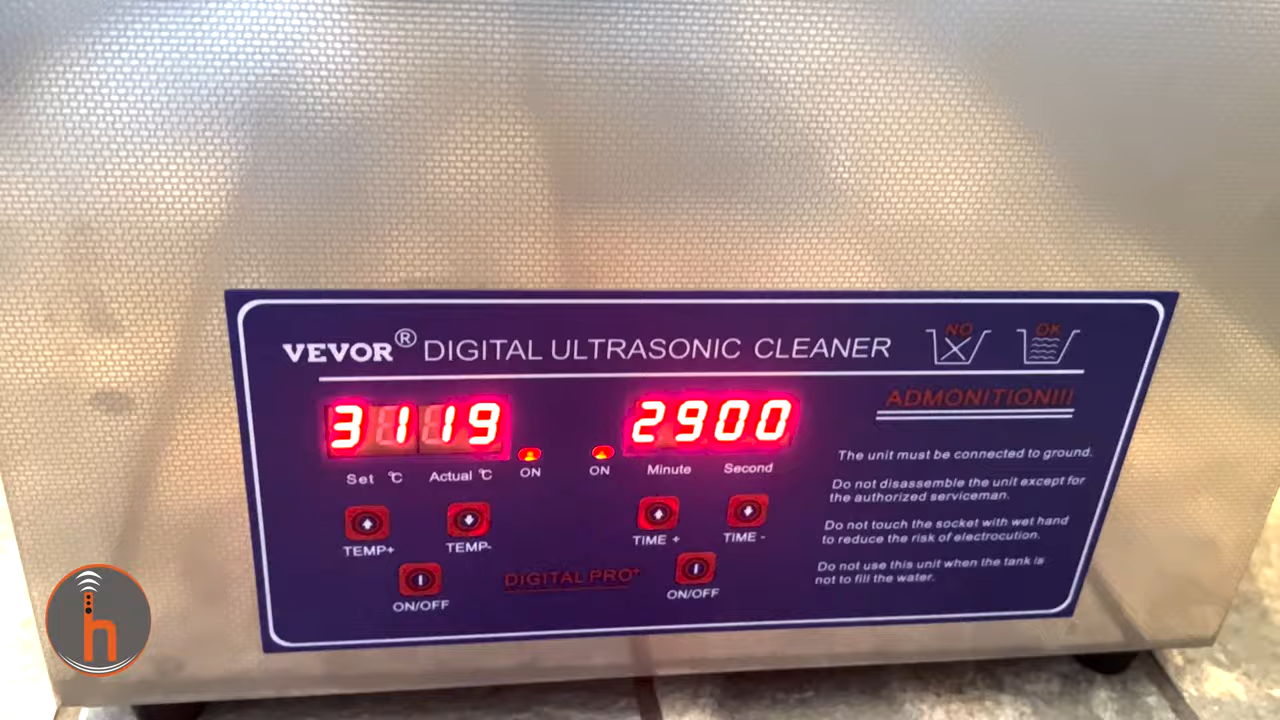 VEVOR® DIGITAL ULTRASONIC CLEANER
NO OK
ADMONITION!!!
31 19 2900
Set °C Actual °C ON ON Minute Second
The unit must be connected to ground.
Do not disassemble the unit except for
the authorized serviceman.
Do not touch the socket with wet hand
to reduce the risk of electrocution.
Do not use this unit when the tank is
not to fill the water.
TEMP+ TEMP- TIME + TIME -
DIGITAL PRO+
ON/OFF ON/OFF
h